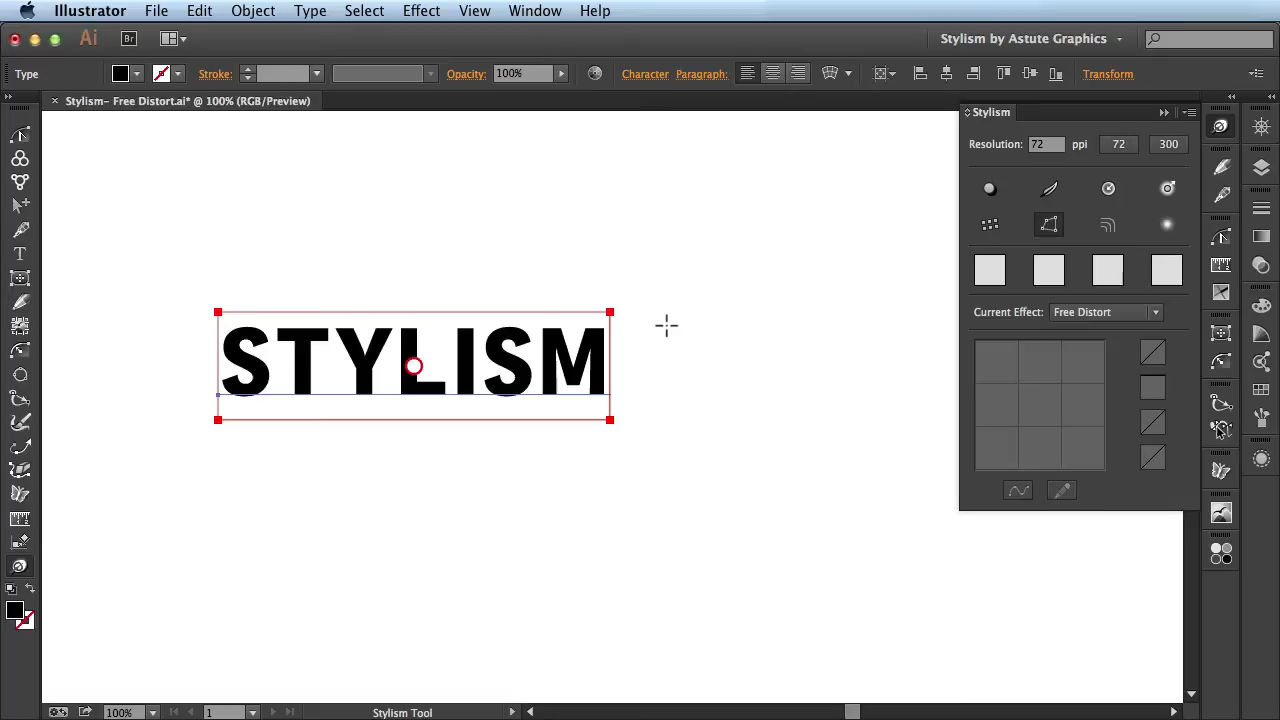 Illustrator File Edit Object Type Select Effect View Window Help
Ai Br Stylism by Astute Graphics
Type Stroke: Opacity: 100% Character Paragraph: Transform
Stylism- Free Distort.ai* @ 100% (RGB/Preview)
Stylism
Resolution: 72 ppi 72 300
Current Effect: Free Distort
STYLISM
100% 1 Stylism Tool